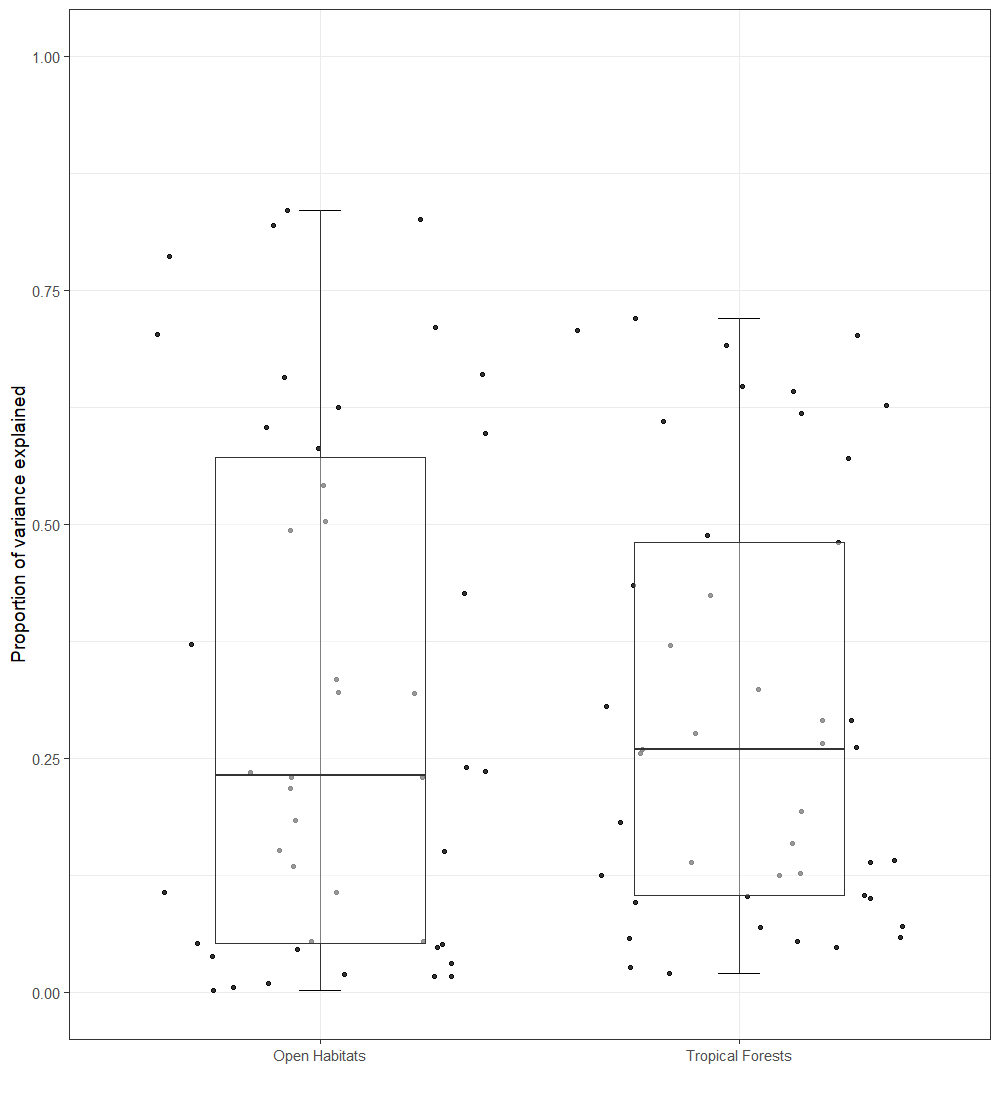 Proportion of variance explained
1.00
0.75
0.50
0.25
0.00
Open Habitats
Tropical Forests